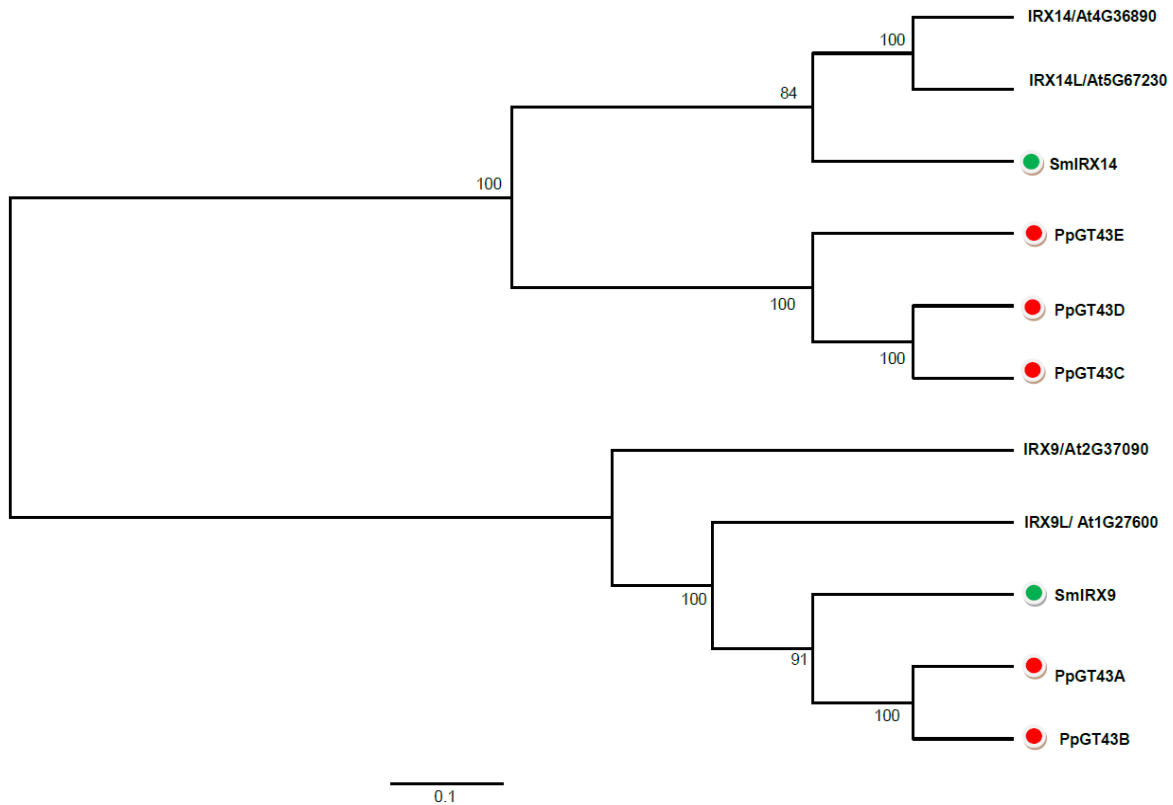 IRX14/At4G36890
100
IRX14L/At5G67230
84
SmIRX14
100
PpGT43E
100
PpGT43D
100
PpGT43C
IRX9/At2G37090
IRX9L/ At1G27600
100
SmIRX9
91
PpGT43A
100
PpGT43B
0.1